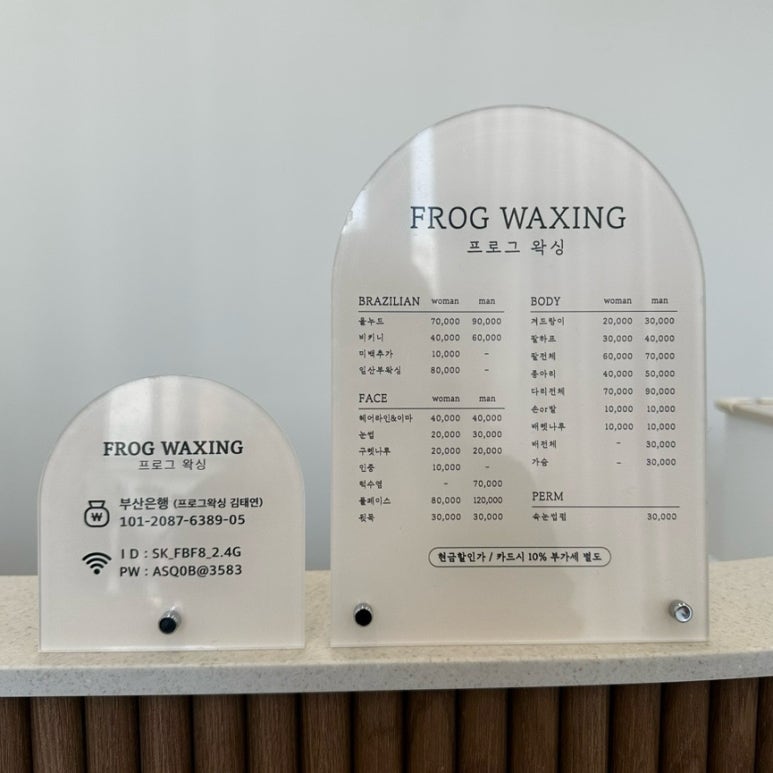 FROG WAXING
프로그 왁싱
부산은행 (프로그왁싱 김태연)
101-2087-6389-05
I D : SK_FBF8_2.4G
PW : ASQ0B@3583
FROG WAXING
프로그 왁싱
BRAZILIAN woman man
올누드 70,000 90,000
비키니 40,000 60,000
미백추가 10,000 -
임산부왁싱 80,000 -
FACE woman man
헤어라인&이마 40,000 40,000
눈썹 20,000 30,000
구렛나루 20,000 20,000
인중 10,000 -
턱수염 - 70,000
풀페이스 80,000 120,000
뒷목 30,000 30,000
BODY woman man
겨드랑이 20,000 30,000
팔하프 30,000 40,000
팔전체 60,000 70,000
종아리 40,000 50,000
다리전체 70,000 90,000
손or발 10,000 10,000
배렛나루 10,000 10,000
배전체 - 30,000
가슴 - 30,000
PERM
속눈썹펌 30,000
현금할인가 / 카드시 10% 부가세 별도